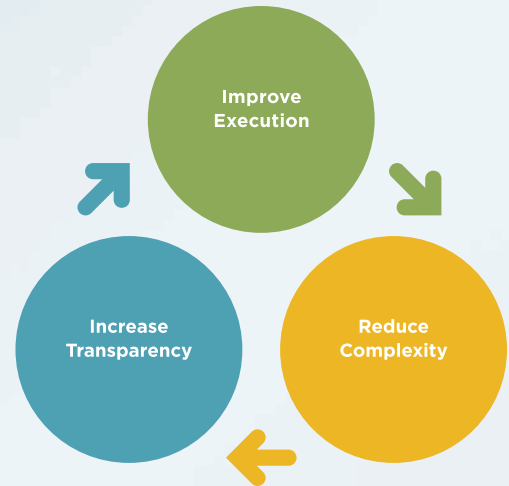 Improve
Execution
Increase
Transparency
Reduce
Complexity